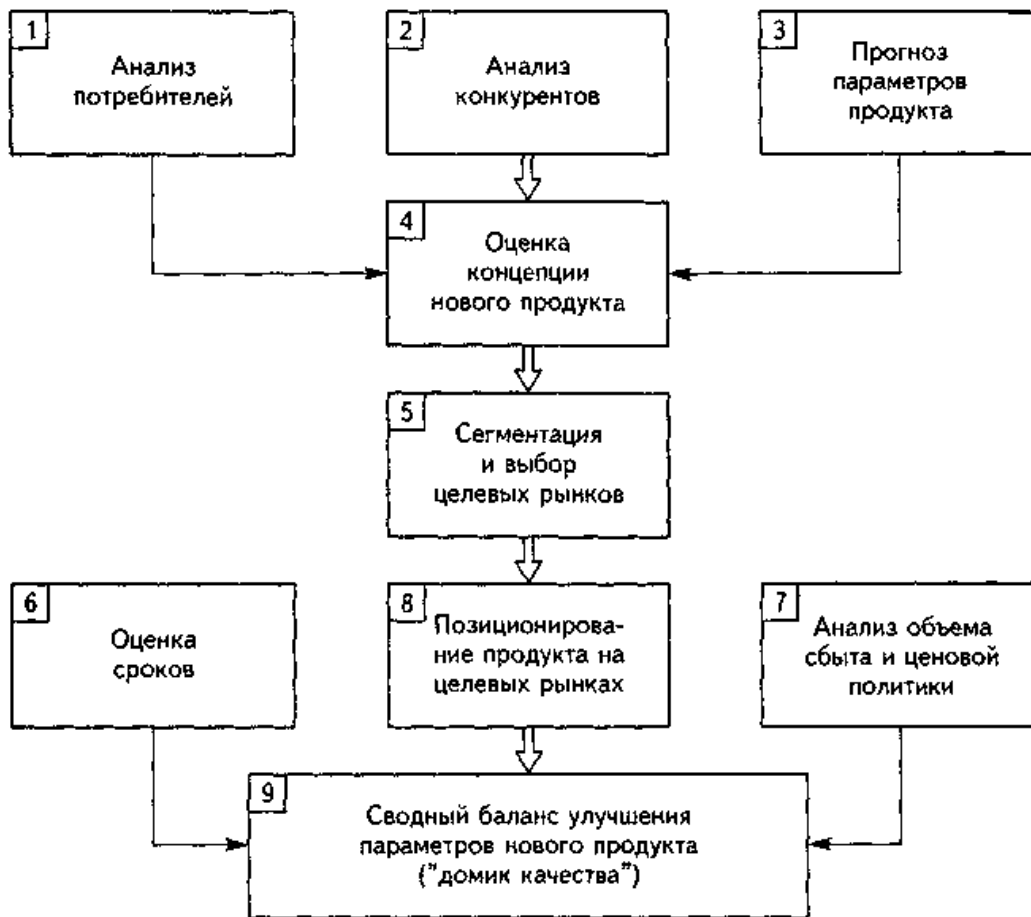 1
Анализ
потребителей
2
Анализ
конкурентов
3
Прогноз
параметров
продукта
4
Оценка
концепции
нового продукта
5
Сегментация
и выбор
целевых рынков
6
Оценка
сроков
8
Позиционирова-
ние продукта на
целевых рынках
7
Анализ объема
сбыта и ценовой
политики
9
Сводный баланс улучшения
параметров нового продукта
("домик качества")